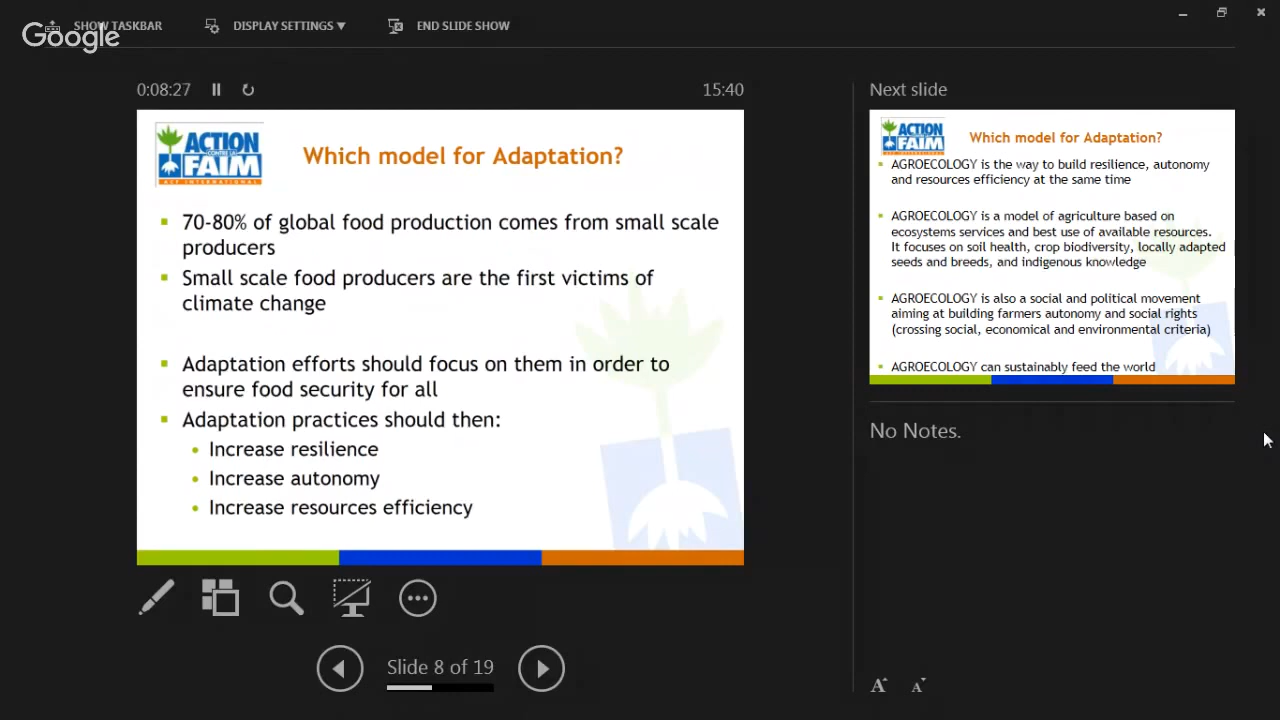 SHOW TASKBAR
DISPLAY SETTINGS ▼
END SLIDE SHOW
Google
0:08:27
15:40
ACTION
CONTRE LA
FAIM
ACF INTERNATIONAL
Which model for Adaptation?
70-80% of global food production comes from small scale
producers
Small scale food producers are the first victims of
climate change
Adaptation efforts should focus on them in order to
ensure food security for all
Adaptation practices should then:
Increase resilience
Increase autonomy
Increase resources efficiency
Slide 8 of 19
Next slide
ACTION
FAIM
Which model for Adaptation?
AGROECOLOGY is the way to build resilience, autonomy
and resources efficiency at the same time
AGROECOLOGY is a model of agriculture based on
ecosystems services and best use of available resources.
It focuses on soil health, crop biodiversity, locally adapted
seeds and breeds, and indigenous knowledge
AGROECOLOGY is also a social and political movement
aiming at building farmers autonomy and social rights
(crossing social, economical and environmental criteria)
AGROECOLOGY can sustainably feed the world
No Notes.
A A